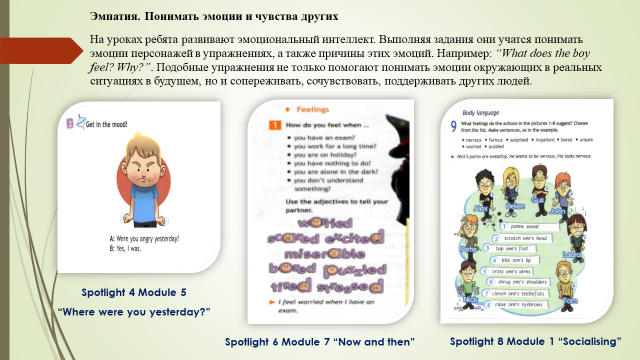 Эмпатия. Понимать эмоции и чувства других
На уроках ребята развивают эмоциональный интеллект. Выполняя задания они учатся понимать
эмоции персонажей в упражнениях, а также причины этих эмоций. Например: “What does the boy
feel? Why?”. Подобные упражнения не только помогают понимать эмоции окружающих в реальных
ситуациях в будущем, но и сопереживать, сочувствовать, поддерживать других людей.
Get in the mood!
A: Were you angry yesterday?
B: Yes, I was.
Spotlight 4 Module 5
“Where were you yesterday?”
Feelings
1 How do you feel when ...
• you have an exam?
• you work for a long time?
• you are on holiday?
• you have nothing to do?
• you are alone in the dark?
• you don't understand
something?
Use the adjectives to tell your
partner.
worried
scared excited
miserable
bored puzzled
tired stressed
I feel worried when I have an
exam.
Spotlight 6 Module 7 “Now and then”
Body language
9 What feelings do the actions in the pictures 1-8 suggest? Choose
from the list. Make sentences, as in the example.
• nervous • furious • surprised • impatient • bored • unsure
• worried • puzzled
Nick's palms are sweating. He seems to be nervous./He looks nervous.
1 palms sweat
2 scratch one's head
3 tap one's foot
4 bite one's lip
5 cross one's arms
6 shrug one's shoulders
7 clench one's teeth/fists
8 raise one's eyebrows
Spotlight 8 Module 1 “Socialising”